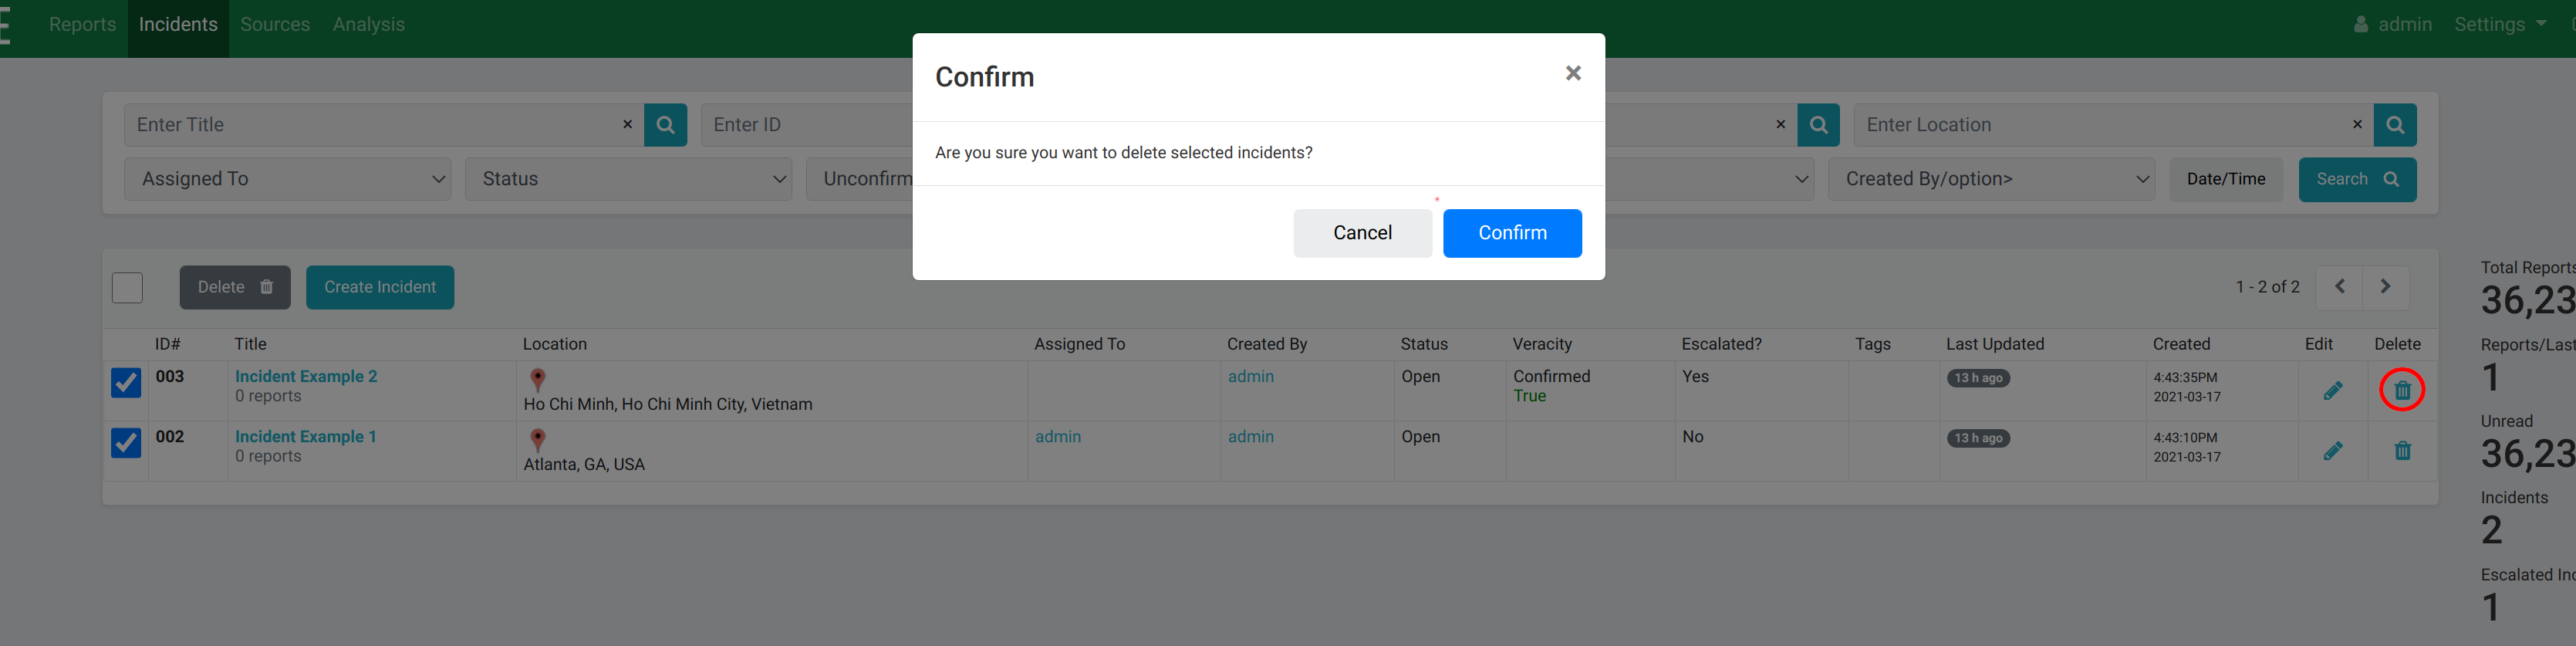 Reports Incidents Sources Analysis admin Settings
Confirm ×
Enter Title × Enter ID × Enter Location ×
Are you sure you want to delete selected incidents?
Assigned To Status Unconfirm Created By/option> Date/Time Search
*
Cancel Confirm
Delete Create Incident 1 - 2 of 2
Total Reports
36,23
ID# Title Location Assigned To Created By Status Veracity Escalated? Tags Last Updated Created Edit Delete
Reports/Last
1
003 Incident Example 2 admin Open Confirmed Yes 13 h ago 4:43:35PM
0 reports Ho Chi Minh, Ho Chi Minh City, Vietnam True 2021-03-17
Unread
36,23
002 Incident Example 1 admin admin Open No 13 h ago 4:43:10PM
0 reports Atlanta, GA, USA 2021-03-17
Incidents
2
Escalated Inc
1